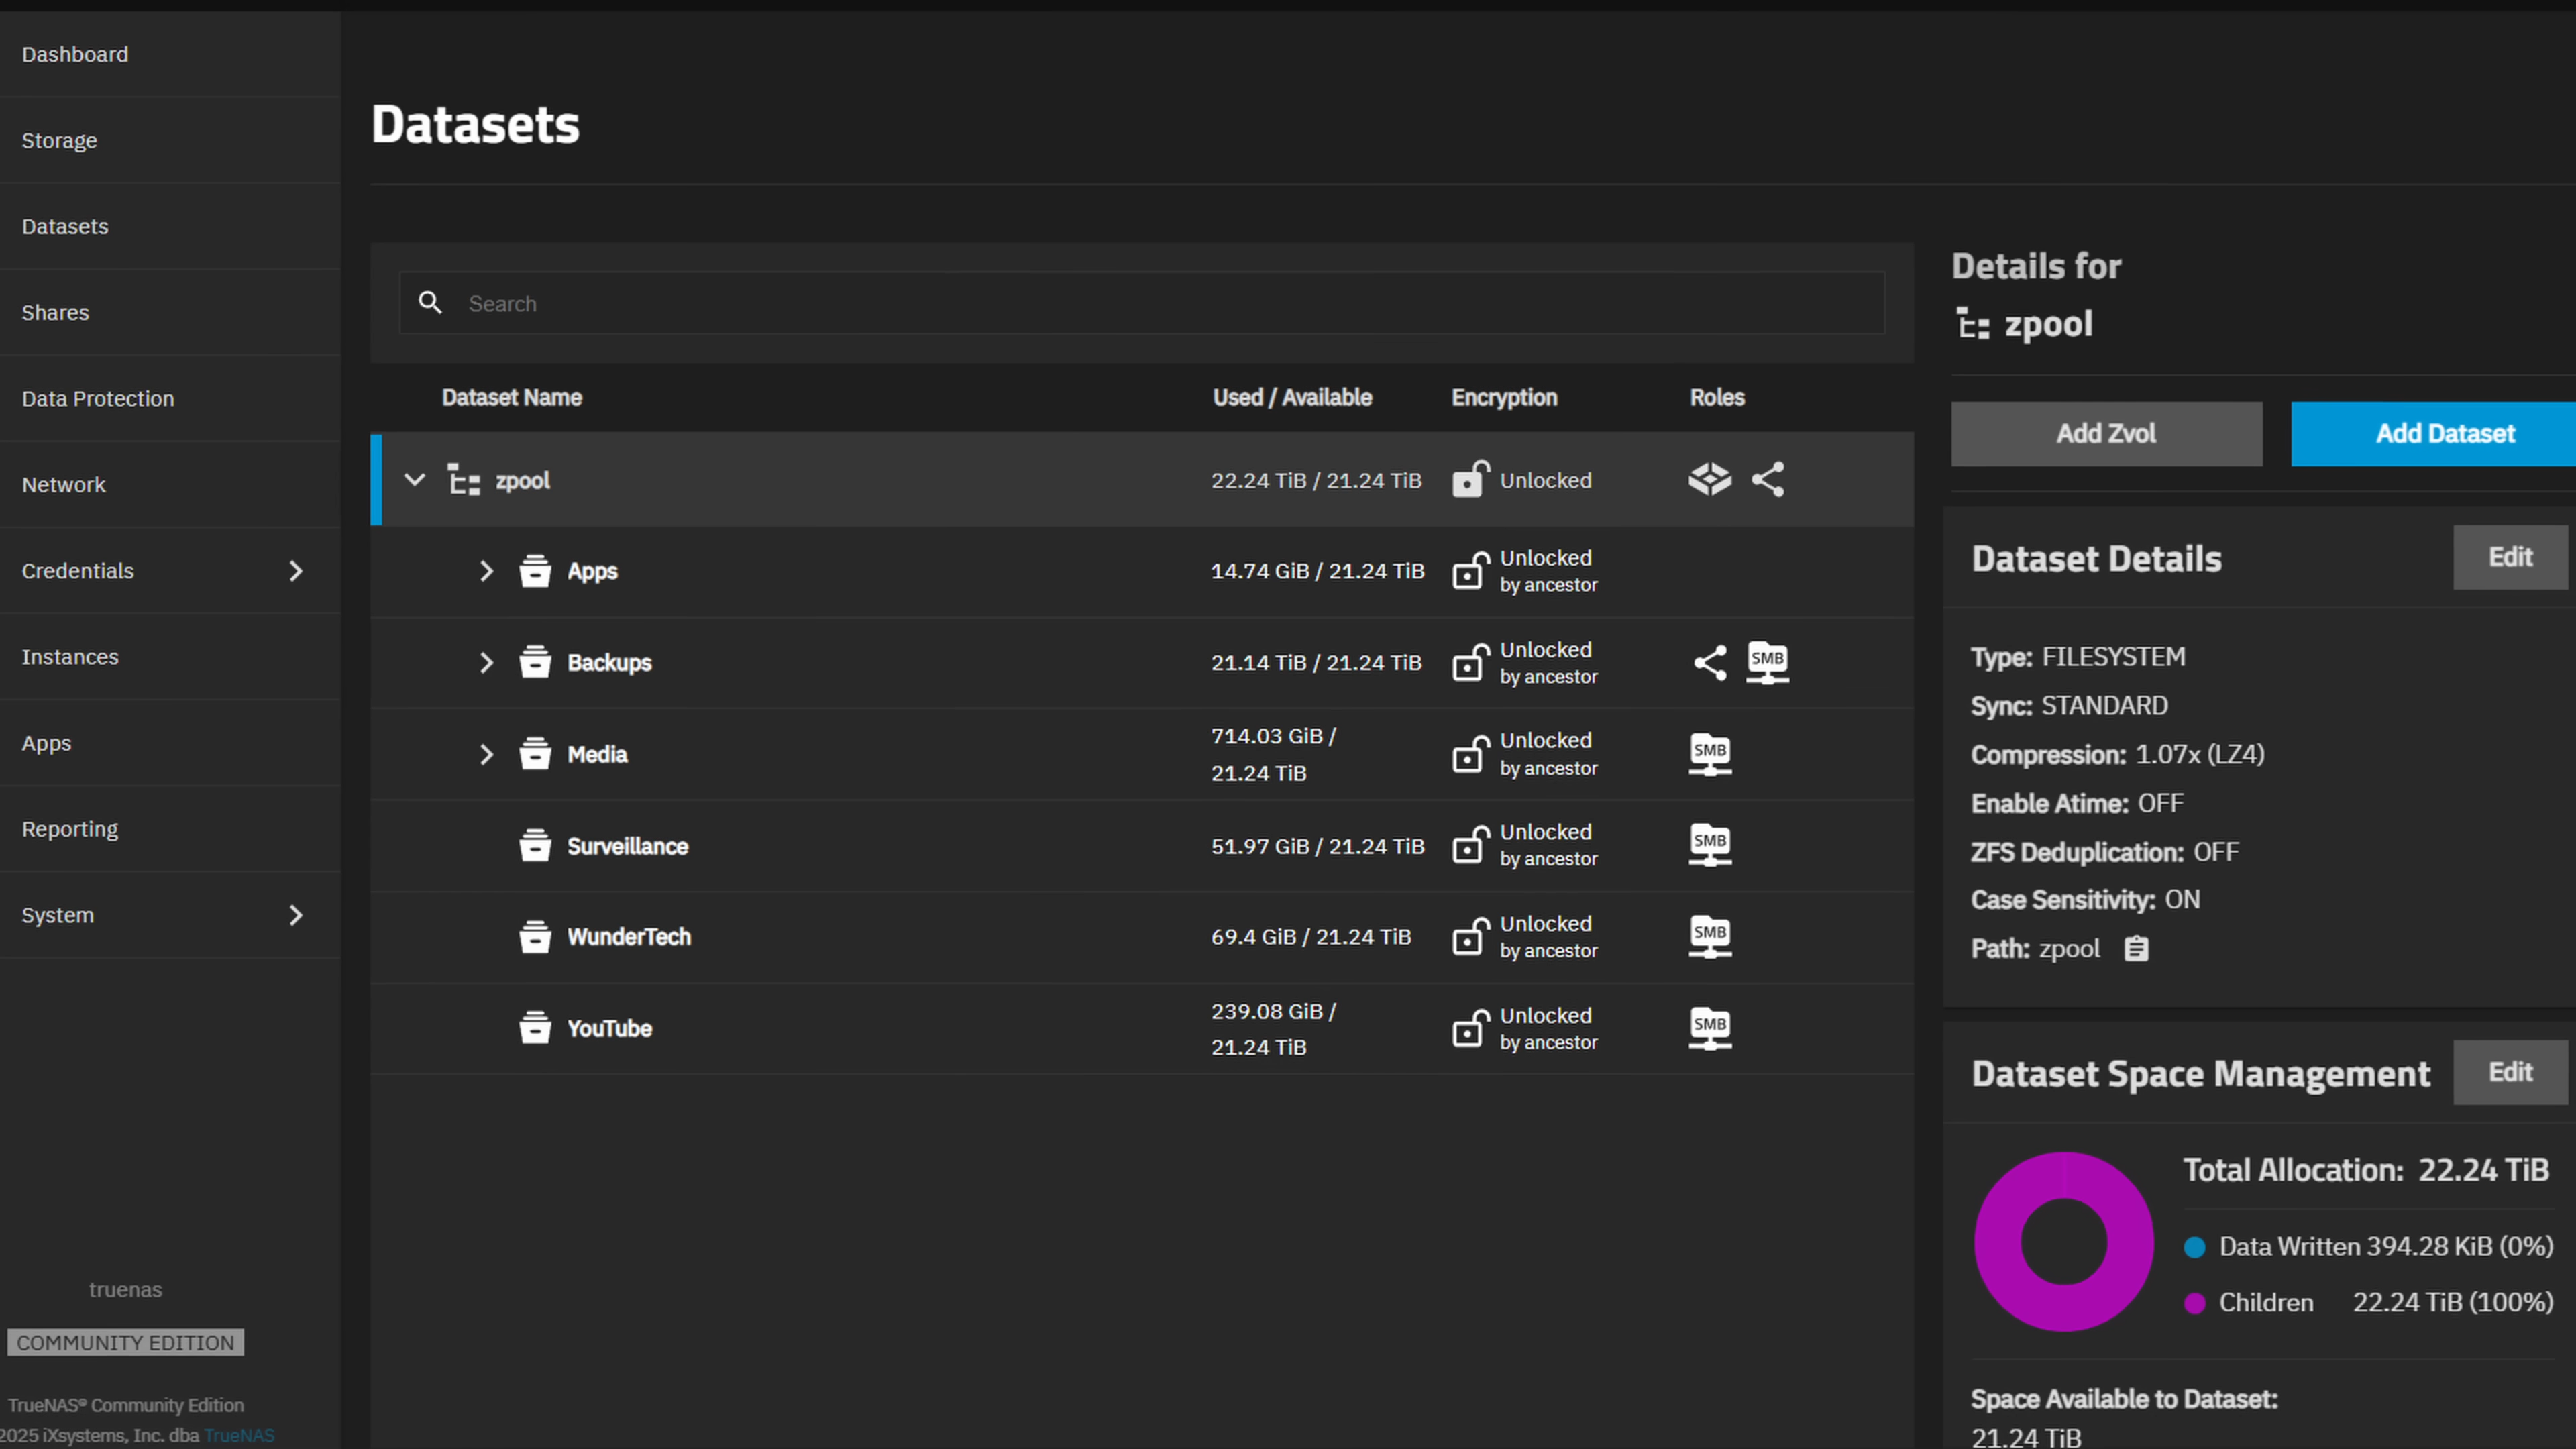 Dashboard
Storage
Datasets
Shares
Data Protection
Network
Credentials
Instances
Apps
Reporting
System
truenas
COMMUNITY EDITION
TrueNAS® Community Edition
2025 iXsystems, Inc. dba TrueNAS
Datasets
Search
Dataset Name Used / Available Encryption Roles
zpool 22.24 TiB / 21.24 TiB Unlocked
Apps 14.74 GiB / 21.24 TiB Unlocked
by ancestor
Backups 21.14 TiB / 21.24 TiB Unlocked
by ancestor
SMB
Media 714.03 GiB /
21.24 TiB
Unlocked
by ancestor
SMB
Surveillance 51.97 GiB / 21.24 TiB Unlocked
by ancestor
SMB
WunderTech 69.4 GiB / 21.24 TiB Unlocked
by ancestor
SMB
YouTube 239.08 GiB /
21.24 TiB
Unlocked
by ancestor
SMB
Details for
zpool
Add Zvol Add Dataset
Dataset Details Edit
Type: FILESYSTEM
Sync: STANDARD
Compression: 1.07x (LZ4)
Enable Atime: OFF
ZFS Deduplication: OFF
Case Sensitivity: ON
Path: zpool
Dataset Space Management Edit
Total Allocation: 22.24 TiB
Data Written 394.28 KiB (0%)
Children 22.24 TiB (100%)
Space Available to Dataset:
21.24 TiB